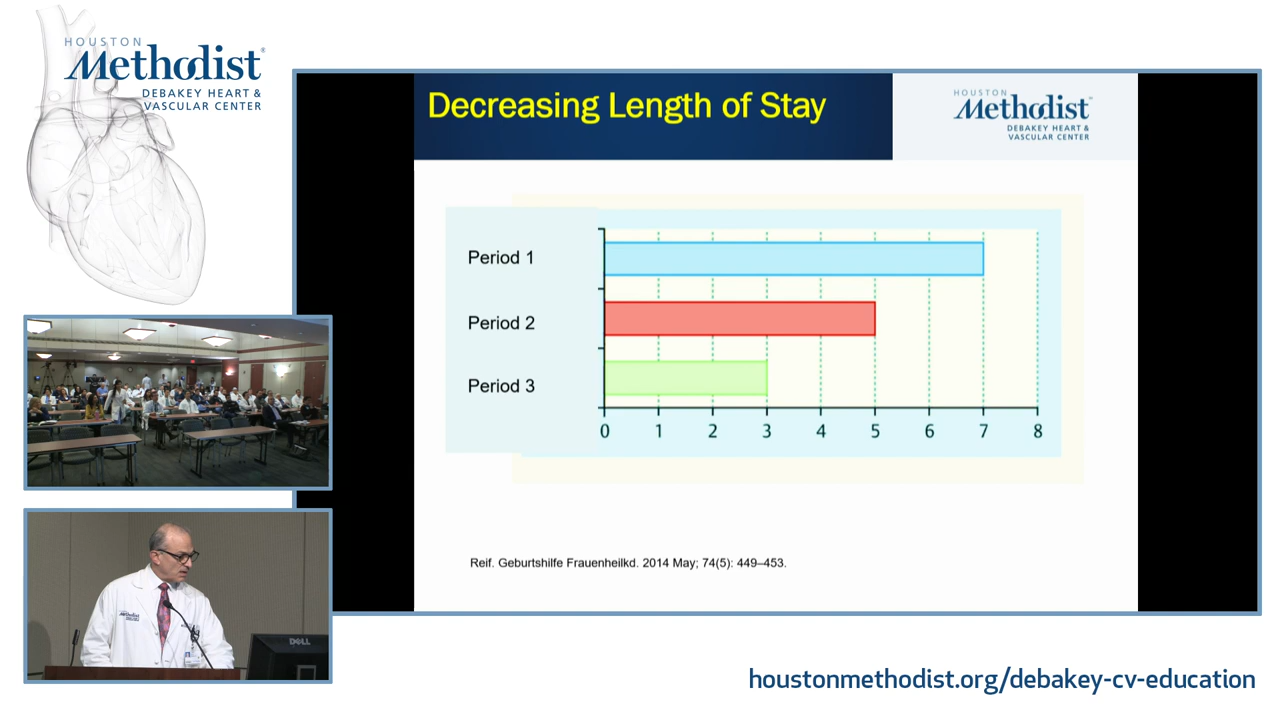 HOUSTON
Methodist
DEBAKEY HEART &
VASCULAR CENTER
Decreasing Length of Stay
HOUSTON
Methodist
DEBAKEY HEART &
VASCULAR CENTER
Period 1
Period 2
Period 3
0 1 2 3 4 5 6 7 8
Reif. Geburtshilfe Frauenheilkd. 2014 May; 74(5): 449–453.
Methodist
DELL
houstonmethodist.org/debakey-cv-education